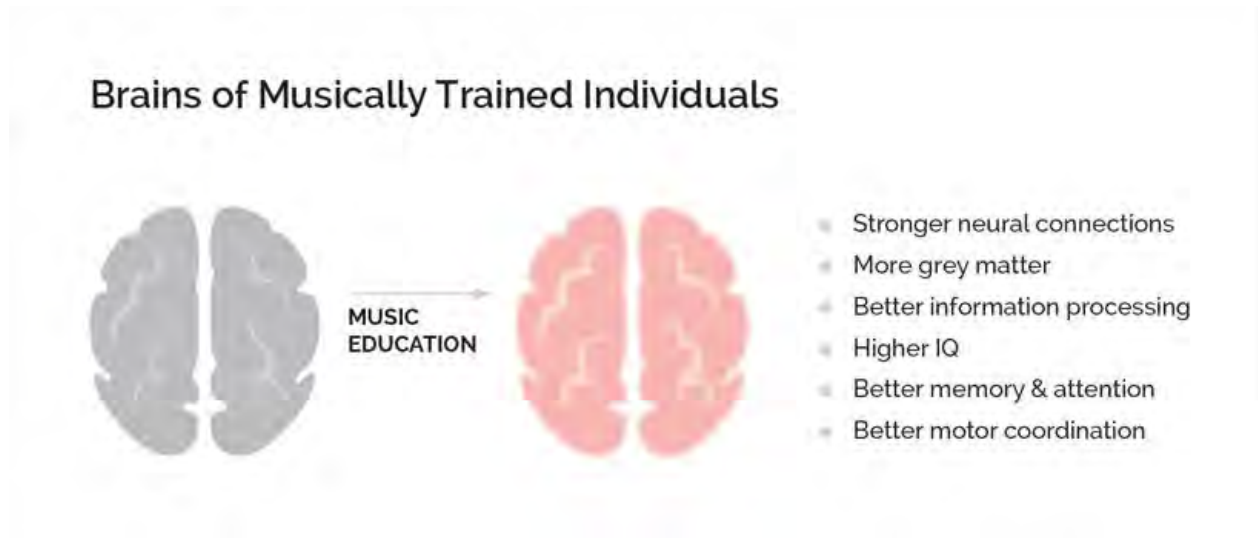 Brains of Musically Trained Individuals
MUSIC
EDUCATION
Stronger neural connections
More grey matter
Better information processing
Higher IQ
Better memory & attention
Better motor coordination